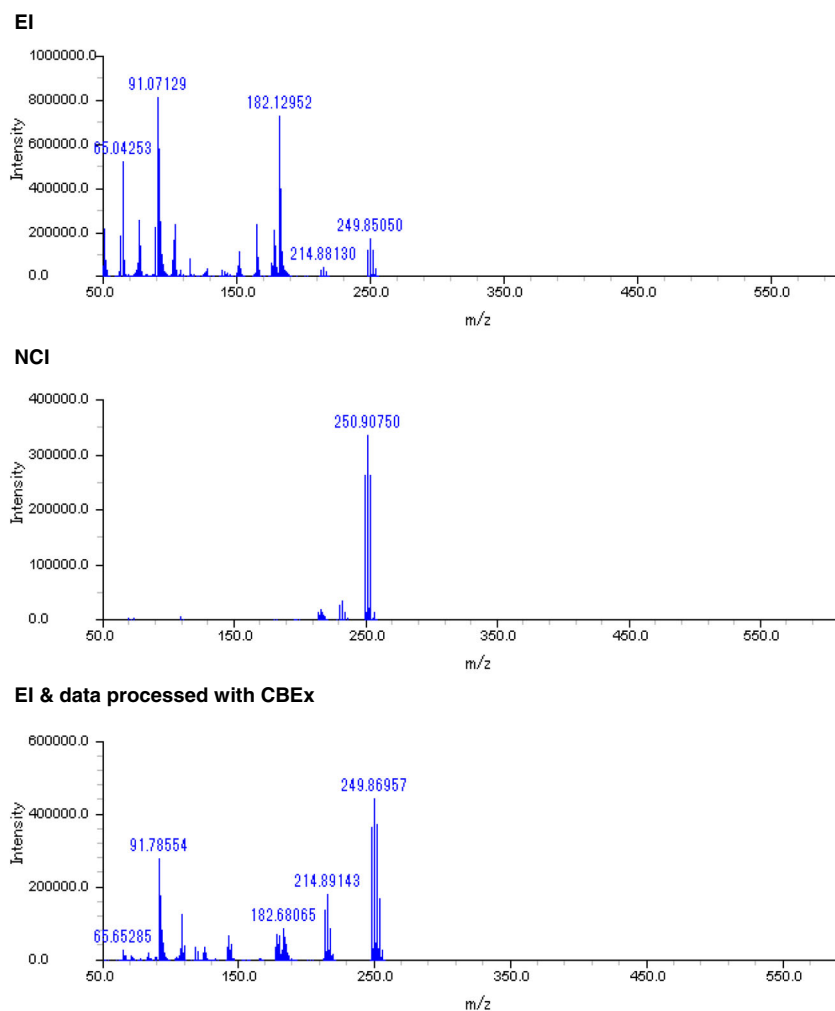 EI
1000000.0
91.07129
800000.0
182.12952
65.04253
600000.0
Intensity
400000.0
249.85050
200000.0
214.88130
0.0
50.0 150.0 250.0 350.0 450.0 550.0
m/z
NCI
400000.0
250.90750
300000.0
Intensity
200000.0
100000.0
0.0
50.0 150.0 250.0 350.0 450.0 550.0
m/z
EI & data processed with CBEx
600000.0
249.86957
400000.0
Intensity
91.78554
214.89143
200000.0
182.68065
65.65285
0.0
50.0 150.0 250.0 350.0 450.0 550.0
m/z